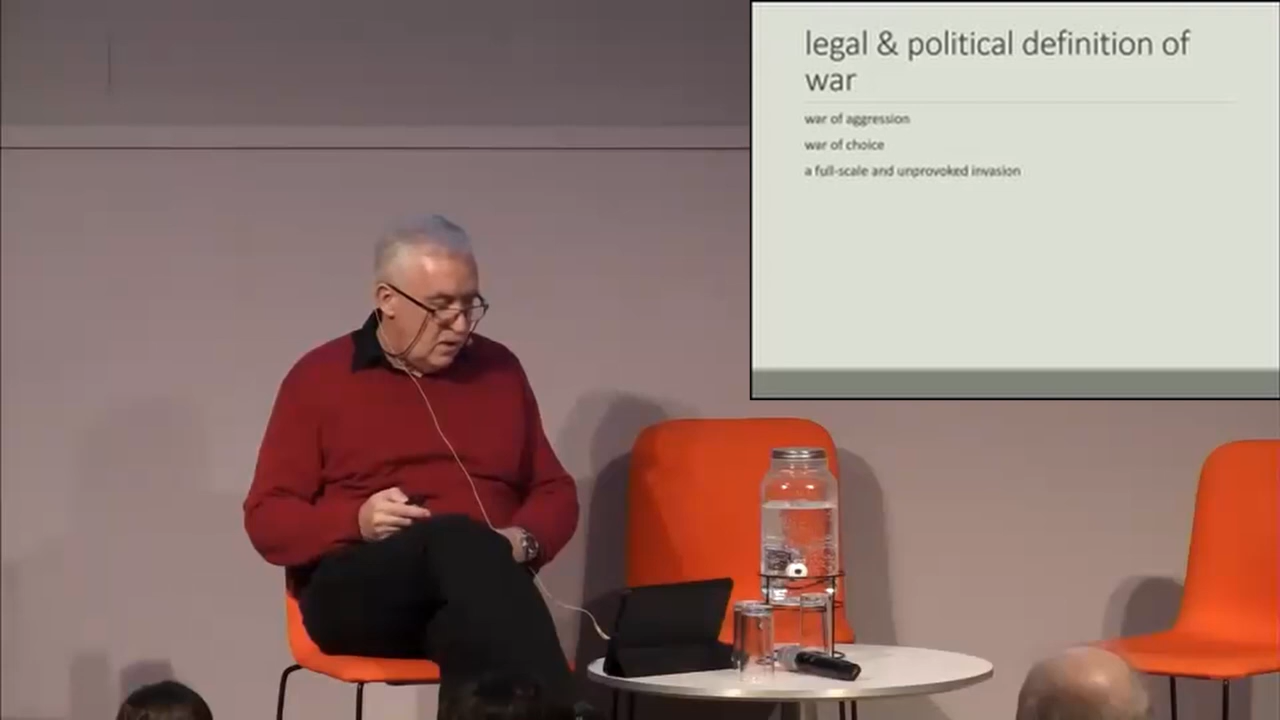 legal & political definition of
war
war of aggression
war of choice
a full-scale and unprovoked invasion